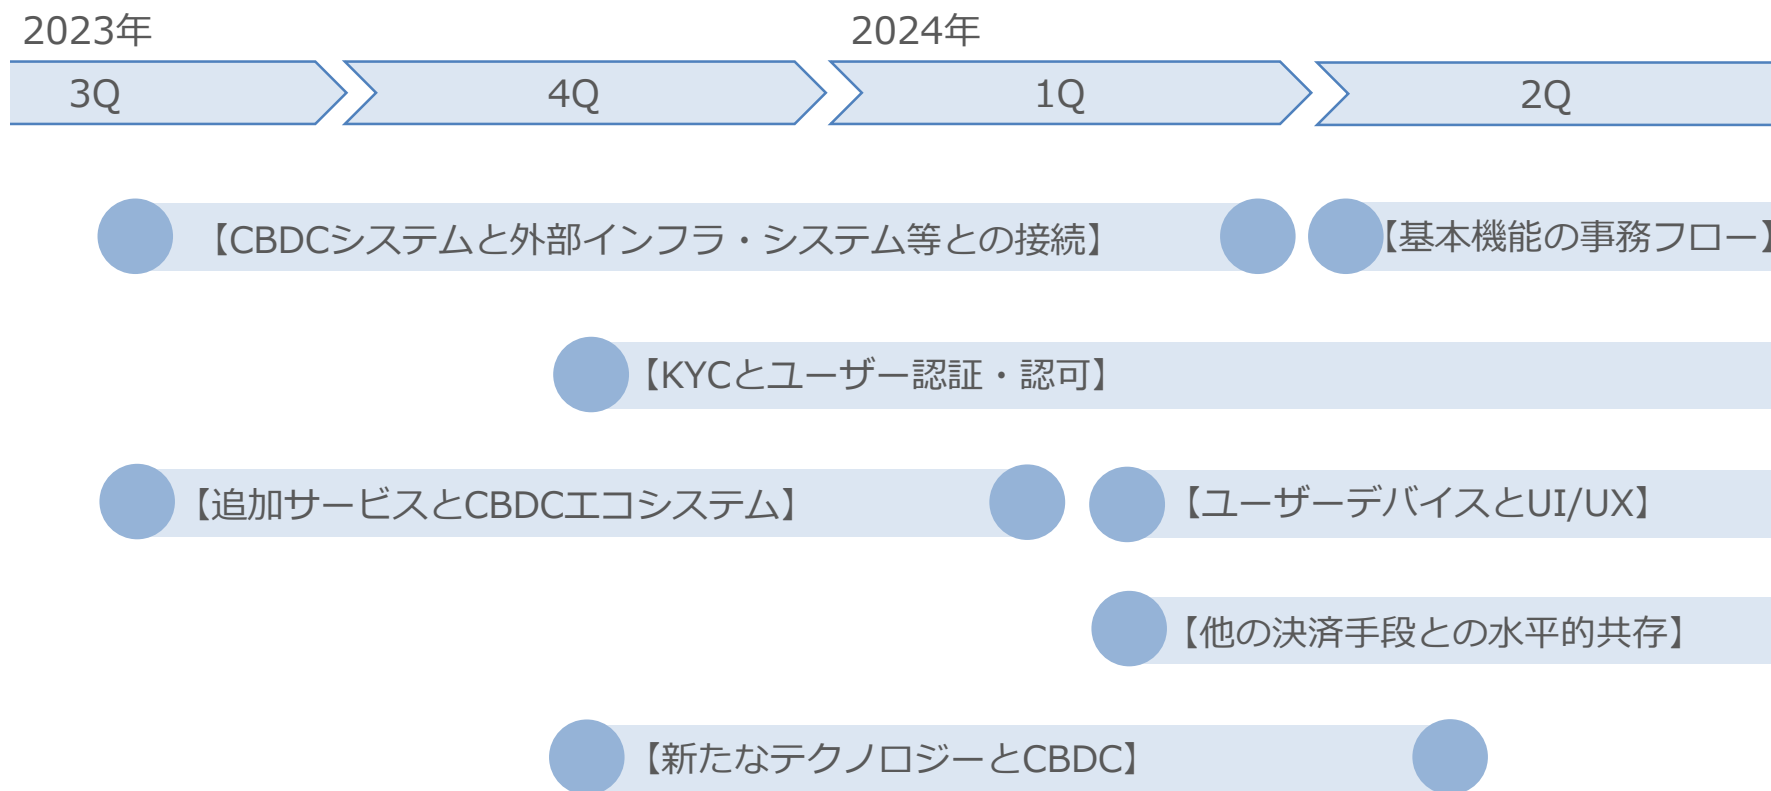 2023年
2024年
3Q
4Q
1Q
2Q
【CBDCシステムと外部インフラ・システム等との接続】
【基本機能の事務フロー】
【KYCとユーザー認証・認可】
【追加サービスとCBDCエコシステム】
【ユーザーデバイスとUI/UX】
【他の決済手段との水平的共存】
【新たなテクノロジーとCBDC】